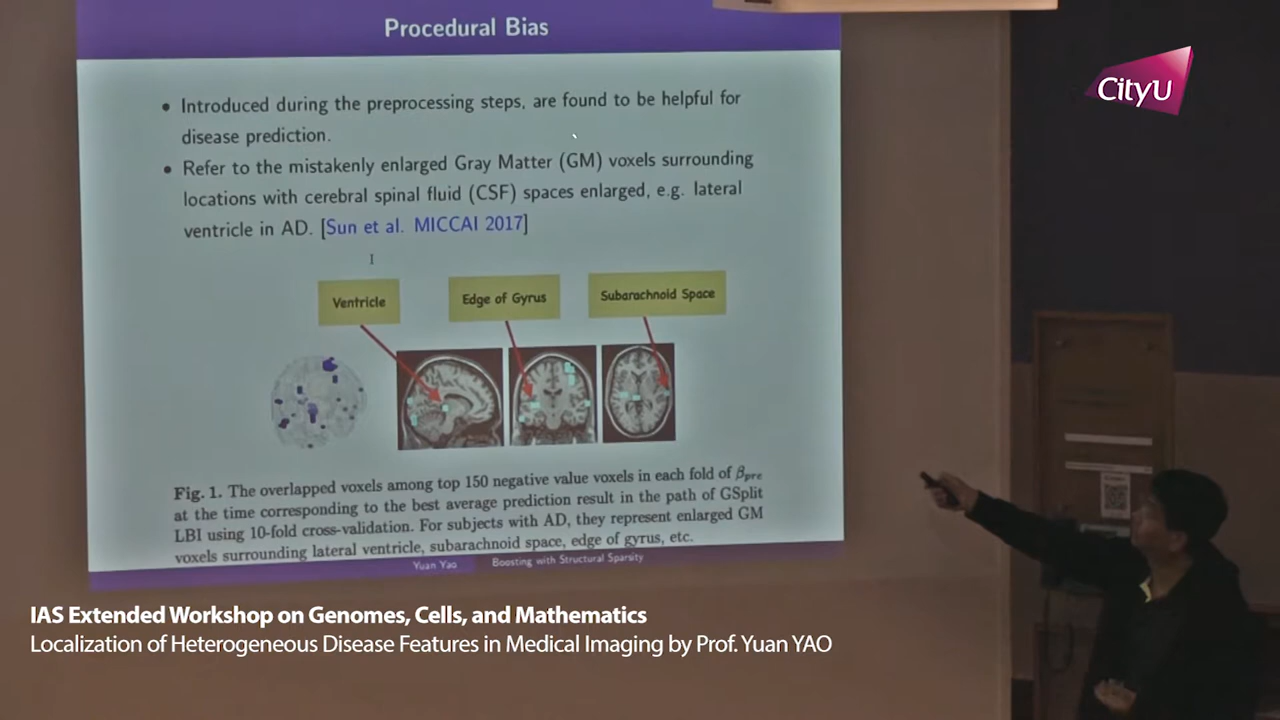 Procedural Bias
CityU
• Introduced during the preprocessing steps, are found to be helpful for
disease prediction.
• Refer to the mistakenly enlarged Gray Matter (GM) voxels surrounding
locations with cerebral spinal fluid (CSF) spaces enlarged, e.g. lateral
ventricle in AD. [Sun et al. MICCAI 2017]
Ventricle
Edge of Gyrus
Subarachnoid Space
Fig. 1. The overlapped voxels among top 150 negative value voxels in each fold of βpre
at the time corresponding to the best average prediction result in the path of GSplit
LBI using 10-fold cross-validation. For subjects with AD, they represent enlarged GM
voxels surrounding lateral ventricle, subarachnoid space, edge of gyrus, etc.
Yuan Yao
Boosting with Structural Sparsity
IAS Extended Workshop on Genomes, Cells, and Mathematics
Localization of Heterogeneous Disease Features in Medical Imaging by Prof. Yuan YAO